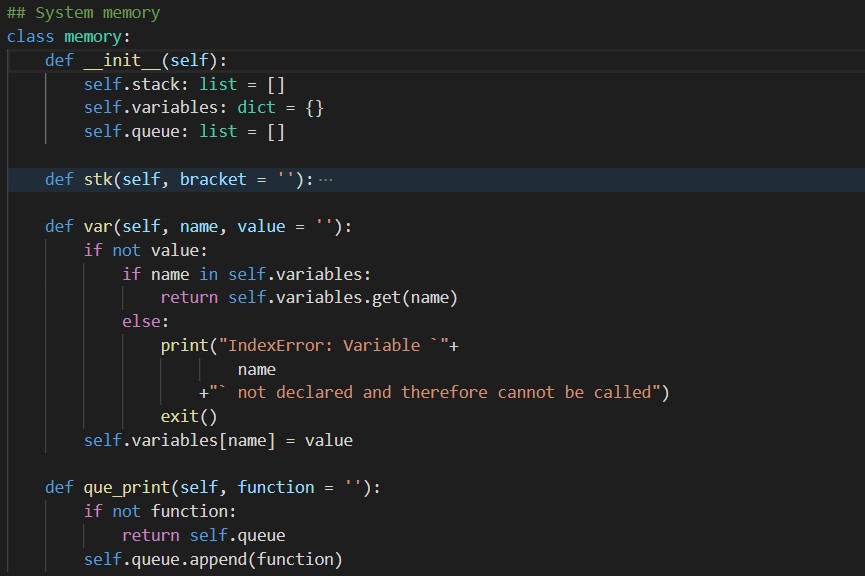 ## System memory
class memory:
    def __init__(self):
        self.stack: list = []
        self.variables: dict = {}
        self.queue: list = []

    def stk(self, bracket = ''):···

    def var(self, name, value = ''):
        if not value:
            if name in self.variables:
                return self.variables.get(name)
            else:
                print("IndexError: Variable `"+
                        name
                    +"` not declared and therefore cannot be called")
                exit()
        self.variables[name] = value

    def que_print(self, function = ''):
        if not function:
            return self.queue
        self.queue.append(function)